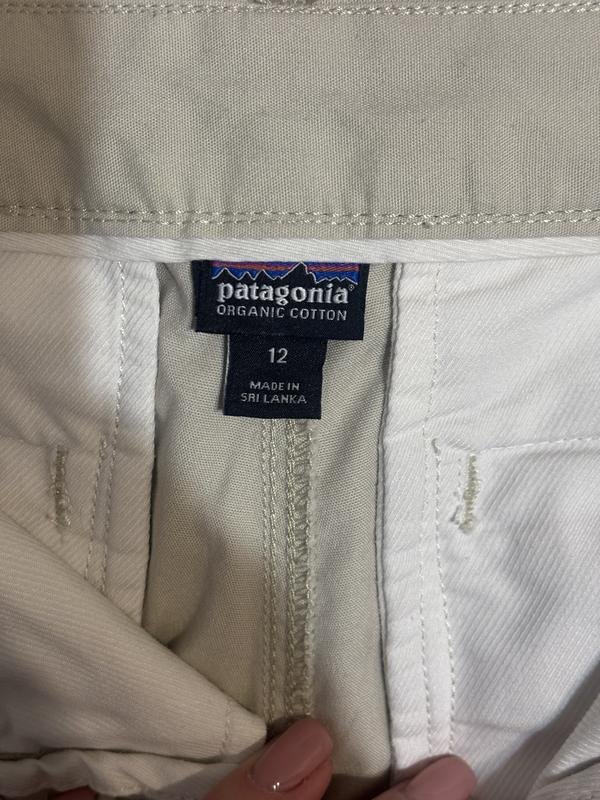 patagonia®
ORGANIC COTTON
12
MADE IN
SRI LANKA